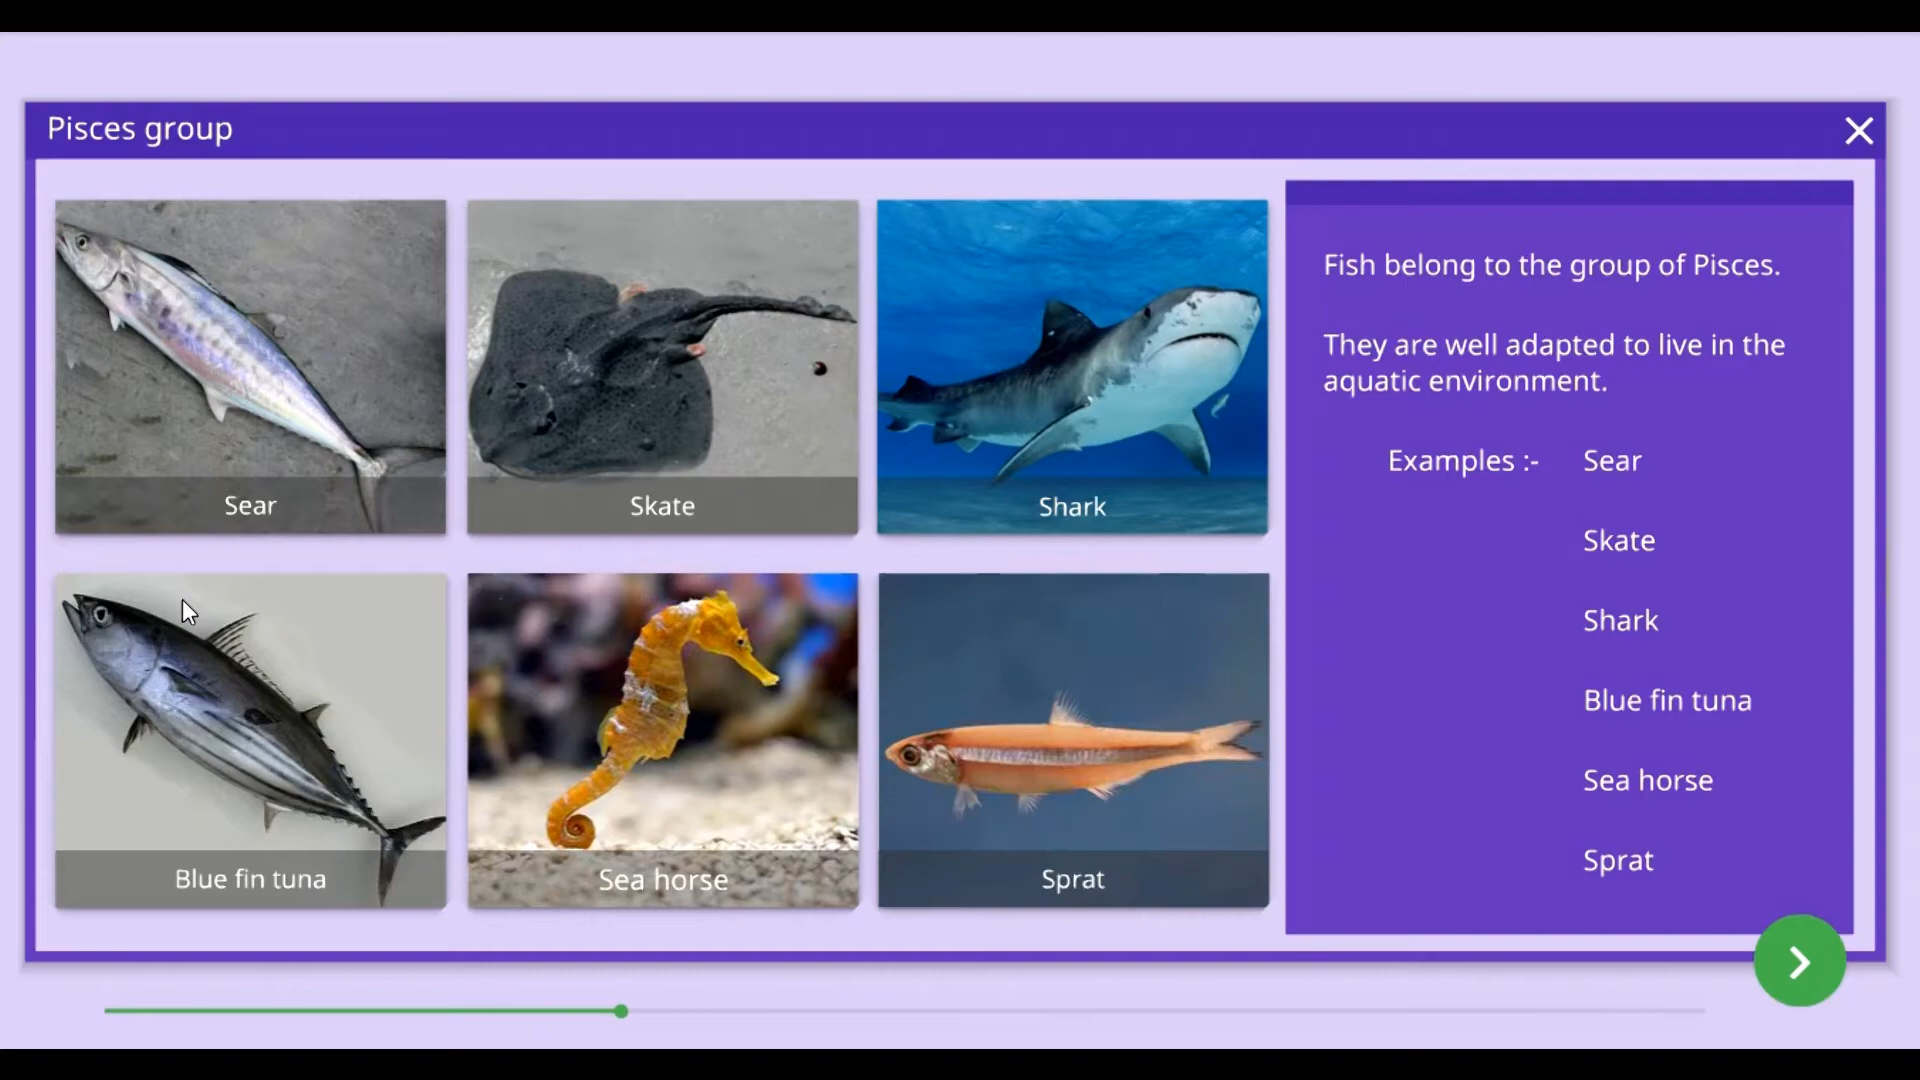 Pisces group
Sear
Skate
Shark
Blue fin tuna
Sea horse
Sprat
Fish belong to the group of Pisces.
They are well adapted to live in the
aquatic environment.
Examples :- Sear
Skate
Shark
Blue fin tuna
Sea horse
Sprat